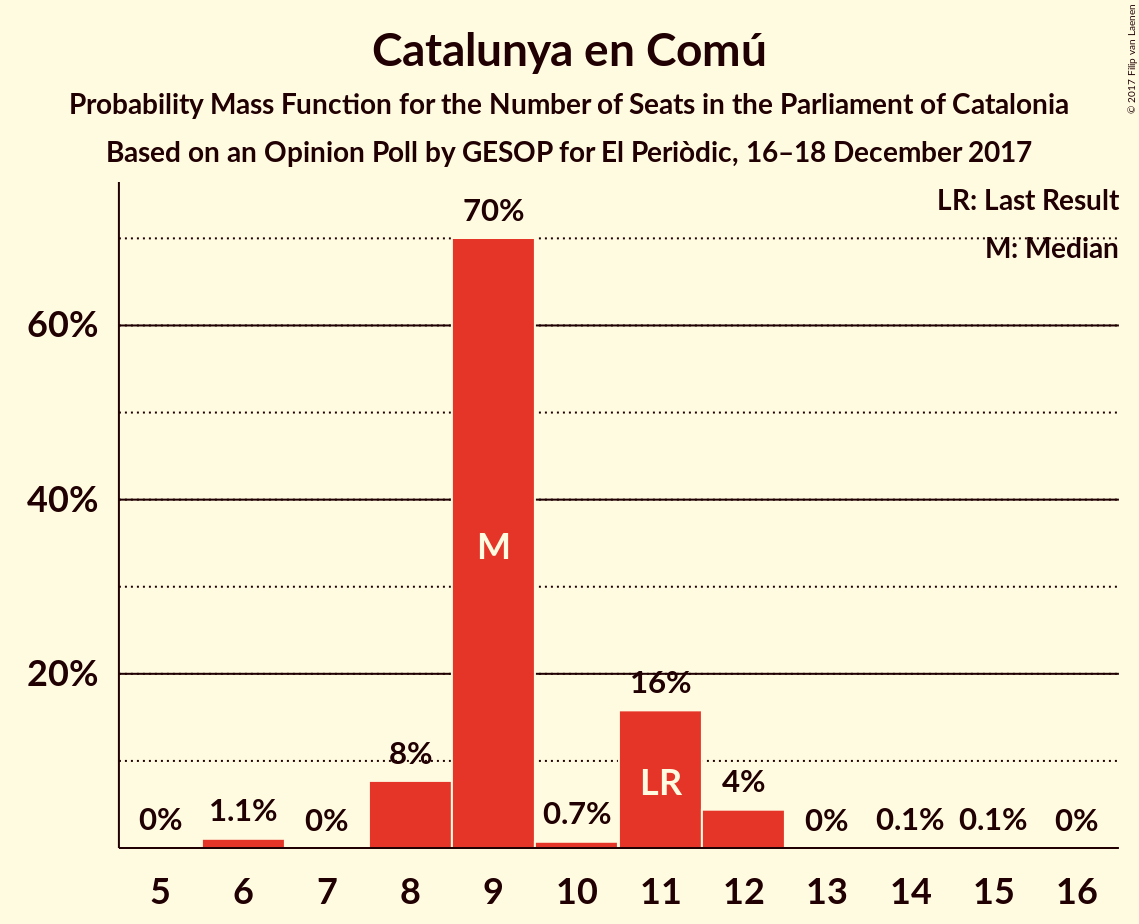 Catalunya en Comú
Probability Mass Function for the Number of Seats in the Parliament of Catalonia
Based on an Opinion Poll by GESOP for El Periòdic, 16–18 December 2017
© 2017 Filip van Laenen
LR: Last Result
M: Median
60%
40%
20%
0%
1.1%
0%
8%
70%
0.7%
16%
4%
0%
0.1%
0.1%
0%
M
LR
5 6 7 8 9 10 11 12 13 14 15 16